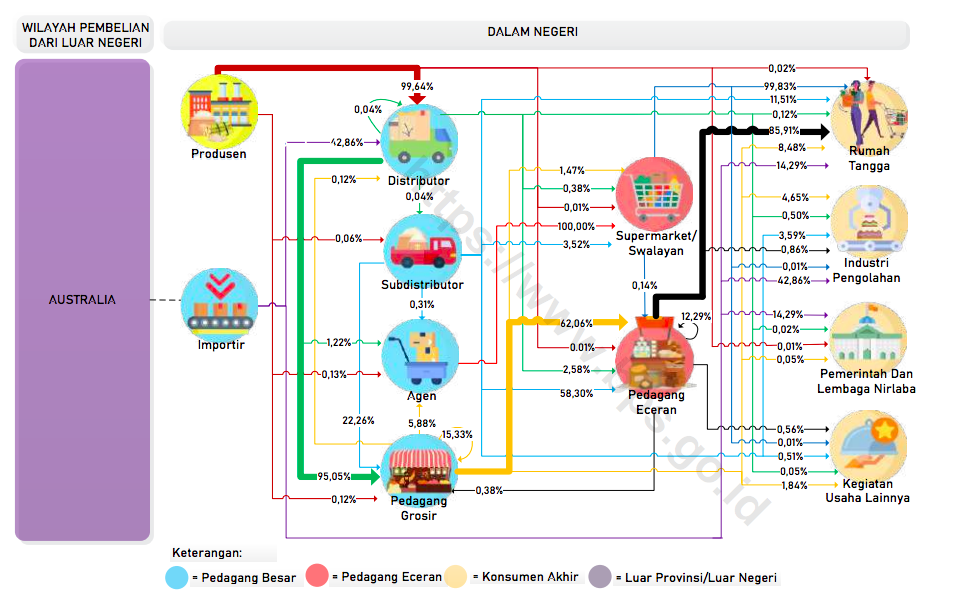 WILAYAH PEMBELIAN
DARI LUAR NEGERI
DALAM NEGERI
AUSTRALIA
Produsen
Importir
99,64%
0,04%
42,86%
0,12%
Distributor
0,04%
0,06%
Subdistributor
0,31%
1,22%
0,13%
Agen
22,26%
5,88%
15,33%
95,05%
0,12%
Pedagang
Grosir
0,38%
1,47%
0,38%
0,01%
100,00%
3,52%
Supermarket/
Swalayan
0,14%
62,06%
12,29%
0.01%
2,58%
58,30%
Pedagang
Eceran
0,02%
99,83%
11,51%
0,12%
85,91%
8,48%
14,29%
Rumah
Tangga
4,65%
0,50%
3,59%
0,86%
0,01%
42,86%
Industri
Pengolahan
14,29%
0,02%
0,01%
0,05%
Pemerintah Dan
Lembaga Nirlaba
0,56%
0,01%
0,51%
0,05%
1,84%
Kegiatan
Usaha Lainnya
https://www.bps.go.id
Keterangan:
= Pedagang Besar
= Pedagang Eceran
= Konsumen Akhir
= Luar Provinsi/Luar Negeri